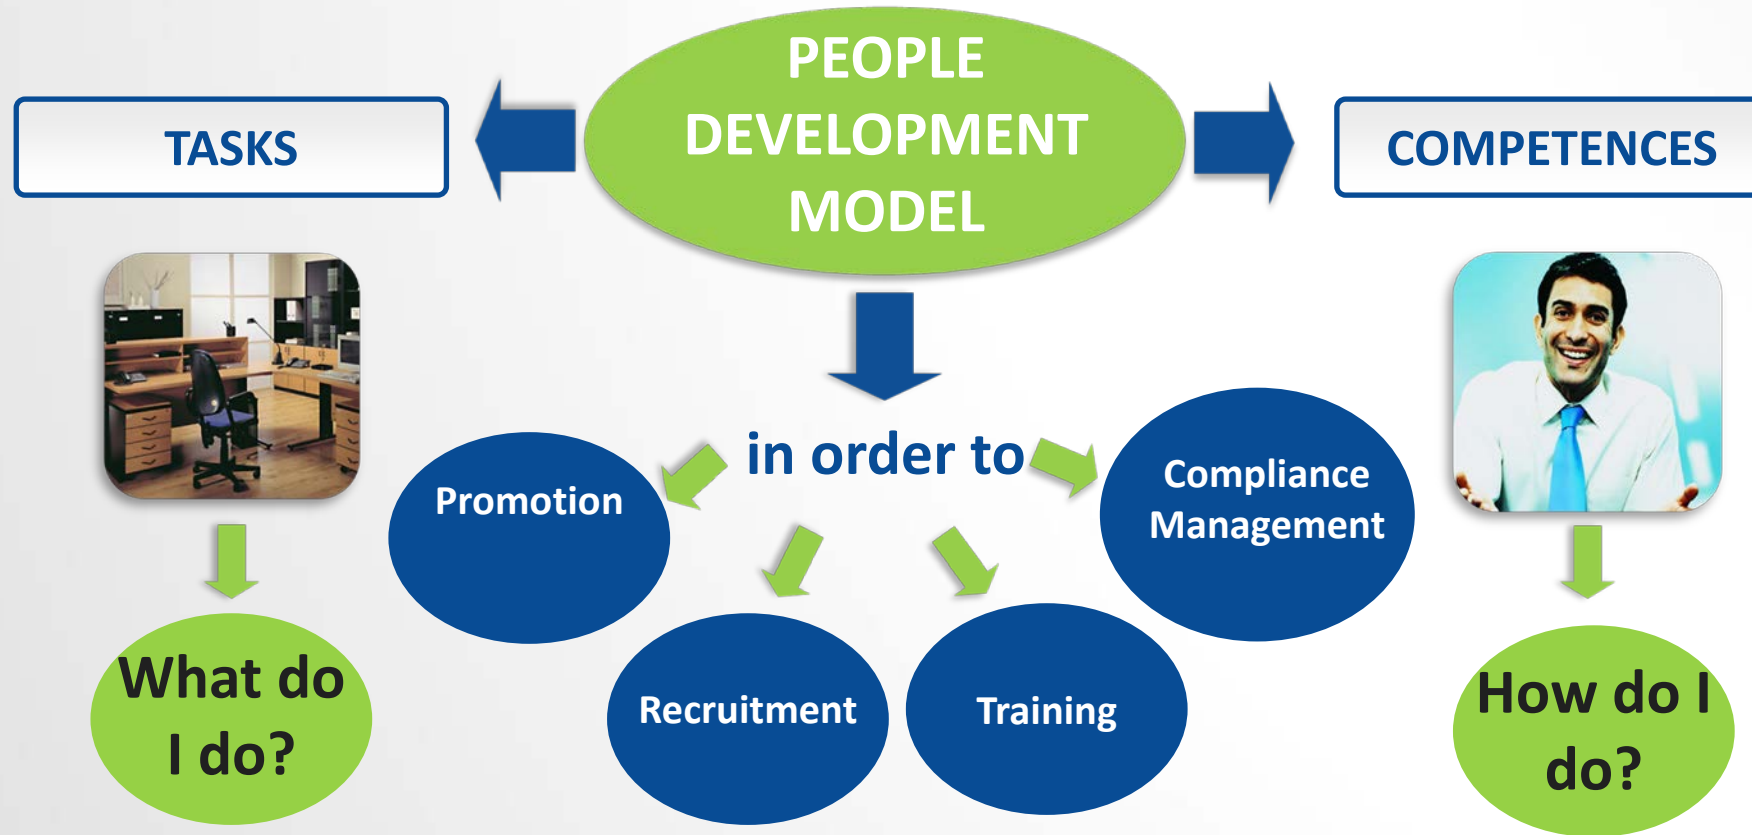 PEOPLE
DEVELOPMENT
MODEL
TASKS
COMPETENCES
in order to
Promotion
Compliance
Management
Recruitment
Training
What do
I do?
How do I
do?